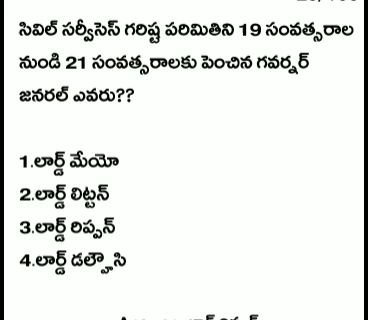 సివిల్ సర్వీసెస్ గరిష్ట పరిమితిని 19 సంవత్సరాల
నుండి 21 సంవత్సరాలకు పెంచిన గవర్నర్
జనరల్ ఎవరు??
1.లార్డ్ మేయో
2.లార్డ్ లిట్టన్
3.లార్డ్ రిప్పన్
4.లార్డ్ డల్హౌసి